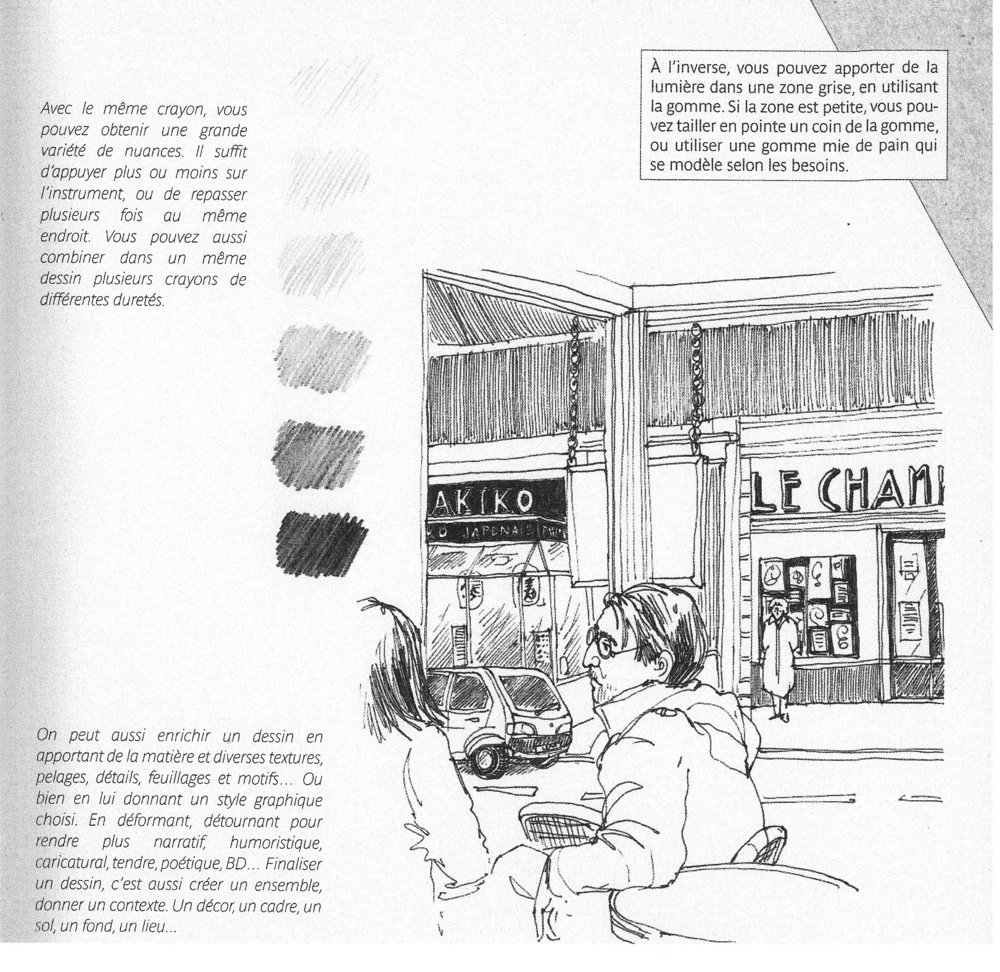 À l'inverse, vous pouvez apporter de la
lumière dans une zone grise, en utilisant
la gomme. Si la zone est petite, vous pou-
vez tailler en pointe un coin de la gomme,
ou utiliser une gomme mie de pain qui
se modèle selon les besoins.
Avec le même crayon, vous
pouvez obtenir une grande
variété de nuances. Il suffit
d'appuyer plus ou moins sur
l'instrument, ou de repasser
plusieurs fois au même
endroit. Vous pouvez aussi
combiner dans un même
dessin plusieurs crayons de
différentes duretés.
AKIKO
JAPONAIS
LE CHAM
On peut aussi enrichir un dessin en
apportant de la matière et diverses textures,
pelages, détails, feuillages et motifs... Ou
bien en lui donnant un style graphique
choisi. En déformant, détournant pour
rendre plus narratif, humoristique,
caricatural, tendre, poétique, BD... Finaliser
un dessin, c'est aussi créer un ensemble,
donner un contexte. Un décor, un cadre, un
sol, un fond, un lieu...